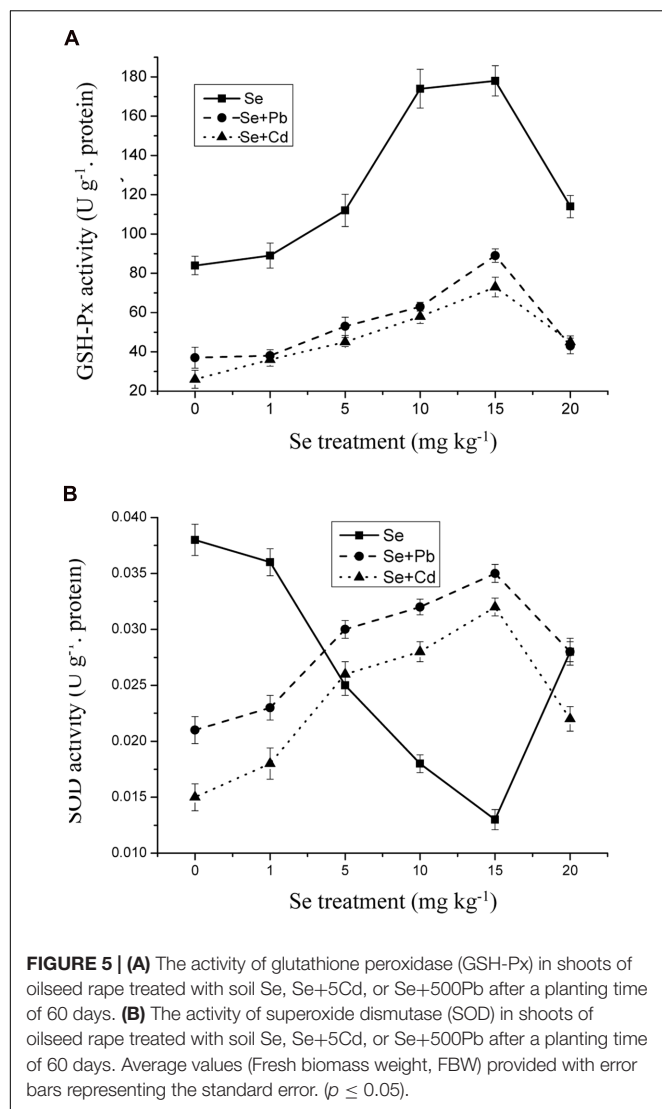 A
GSH-Px activity (U g⁻¹. protein)
180
160
140
120
100
80
60
40
20
Se
Se+Pb
Se+Cd
0 1 5 10 15 20
Se treatment (mg kg⁻¹)
B
SOD activity (U g⁻¹. protein)
0.040
0.035
0.030
0.025
0.020
0.015
0.010
Se
Se+Pb
Se+Cd
0 1 5 10 15 20
Se treatment (mg kg⁻¹)
FIGURE 5 | (A) The activity of glutathione peroxidase (GSH-Px) in shoots of
oilseed rape treated with soil Se, Se+5Cd, or Se+500Pb after a planting time
of 60 days. (B) The activity of superoxide dismutase (SOD) in shoots of
oilseed rape treated with soil Se, Se+5Cd, or Se+500Pb after a planting time
of 60 days. Average values (Fresh biomass weight, FBW) provided with error
bars representing the standard error. (p ≤ 0.05).